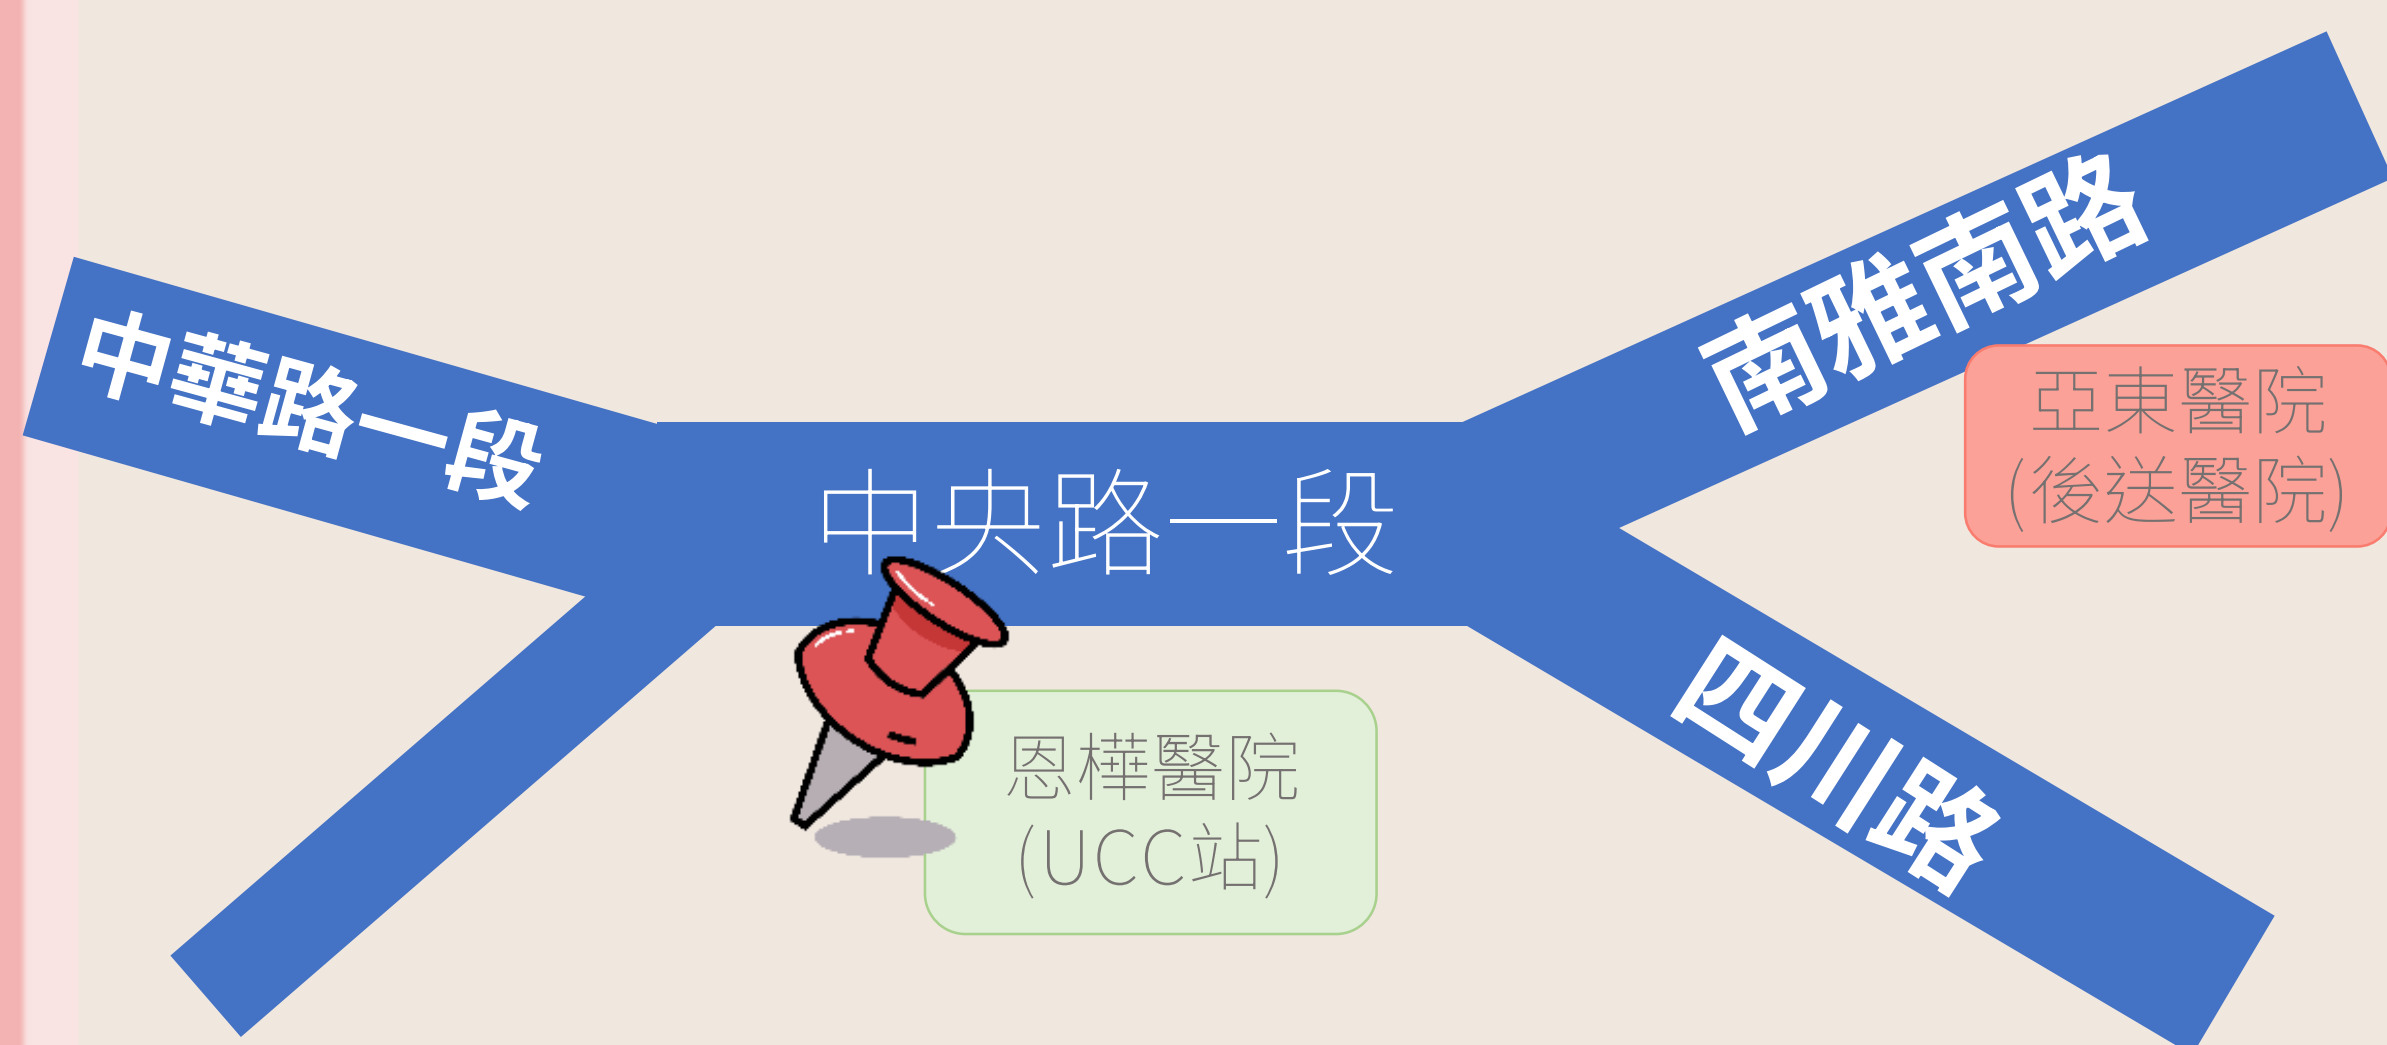 中華路一段
中央路一段
南雅南路
亞東醫院
(後送醫院)
四川路
恩樺醫院
(UCC站)